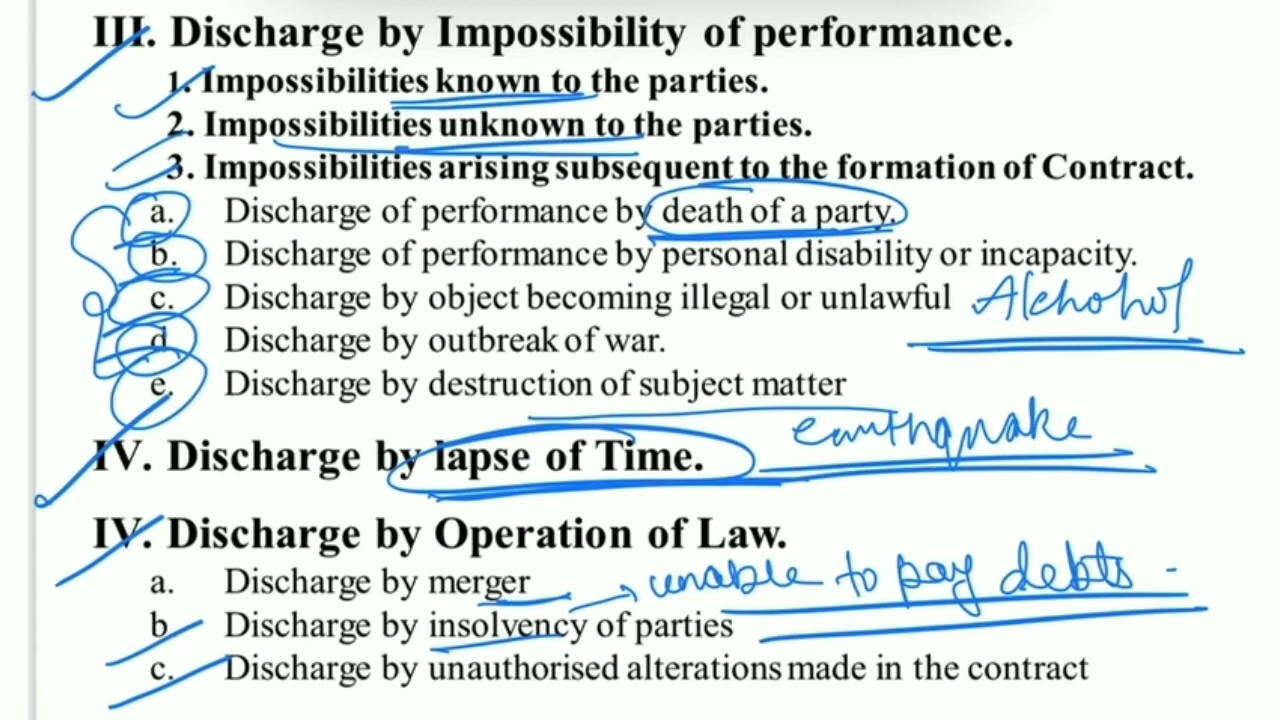 III. Discharge by Impossibility of performance.
1. Impossibilities known to the parties.
2. Impossibilities unknown to the parties.
3. Impossibilities arising subsequent to the formation of Contract.
a. Discharge of performance by death of a party.
b. Discharge of performance by personal disability or incapacity.
c. Discharge by object becoming illegal or unlawful Alchohol
d. Discharge by outbreak of war.
e. Discharge by destruction of subject matter
earthquake
IV. Discharge by lapse of Time.
IV. Discharge by Operation of Law.
a. Discharge by merger
unable to pay debts
b. Discharge by insolvency of parties
c. Discharge by unauthorised alterations made in the contract